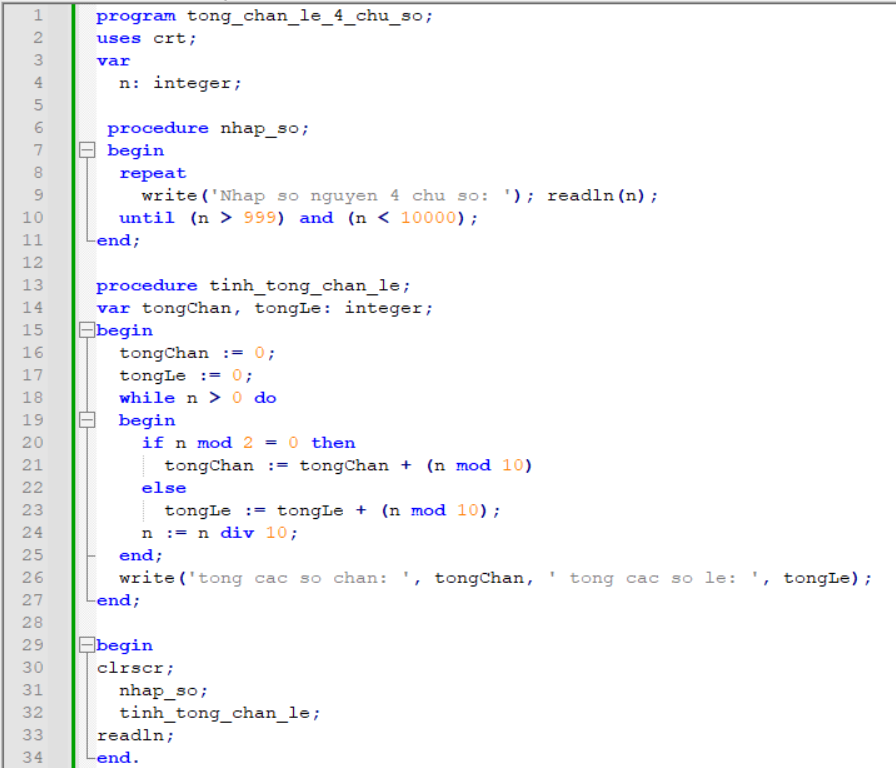 1 program tong_chan_le_4_chu_so;
2 uses crt;
3 var
4   n: integer;
5
6  procedure nhap_so;
7  begin
8   repeat
9     write('Nhap so nguyen 4 chu so: '); readln(n);
10   until (n > 999) and (n < 10000);
11 end;
12
13 procedure tinh_tong_chan_le;
14 var tongChan, tongLe: integer;
15 begin
16   tongChan := 0;
17   tongLe := 0;
18   while n > 0 do
19   begin
20     if n mod 2 = 0 then
21       tongChan := tongChan + (n mod 10)
22     else
23       tongLe := tongLe + (n mod 10);
24     n := n div 10;
25   end;
26   write('tong cac so chan: ', tongChan, ' tong cac so le: ', tongLe);
27 end;
28
29 begin
30 clrscr;
31   nhap_so;
32   tinh_tong_chan_le;
33 readln;
34 end.